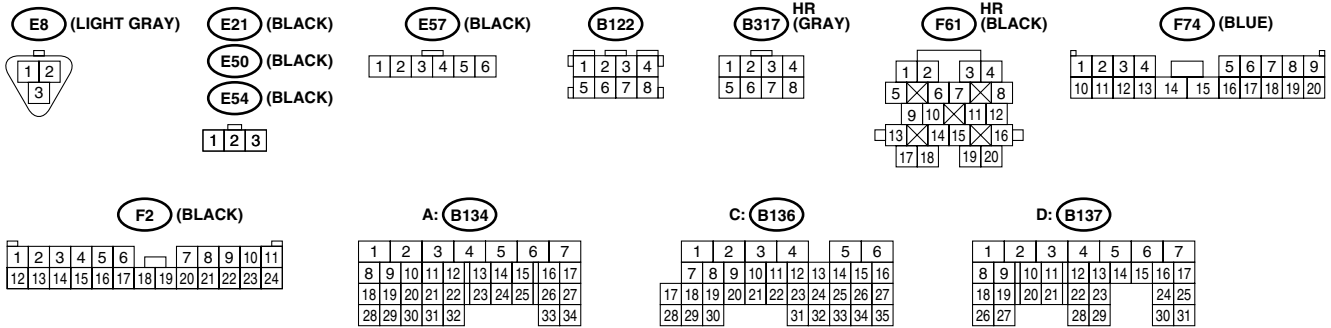 E8 (LIGHT GRAY)
1 2
3
E21 (BLACK)
E50 (BLACK)
E54 (BLACK)
1 2 3
E57 (BLACK)
1 2 3 4 5 6
B122
1 2 3 4
5 6 7 8
B317 HR (GRAY)
1 2 3 4
5 6 7 8
F61 HR (BLACK)
1 2 3 4
5 6 7 8
9 10 11 12
13 14 15 16
17 18 19 20
F74 (BLUE)
1 2 3 4 5 6 7 8 9
10 11 12 13 14 15 16 17 18 19 20
F2 (BLACK)
1 2 3 4 5 6 7 8 9 10 11
12 13 14 15 16 17 18 19 20 21 22 23 24
A: B134
1 2 3 4 5 6 7
8 9 10 11 12 13 14 15 16 17
18 19 20 21 22 23 24 25 26 27
28 29 30 31 32 33 34
C: B136
1 2 3 4 5 6
7 8 9 10 11 12 13 14 15 16
17 18 19 20 21 22 23 24 25 26 27
28 29 30 31 32 33 34 35
D: B137
1 2 3 4 5 6 7
8 9 10 11 12 13 14 15 16 17
18 19 20 21 22 23 24 25
26 27 28 29 30 31